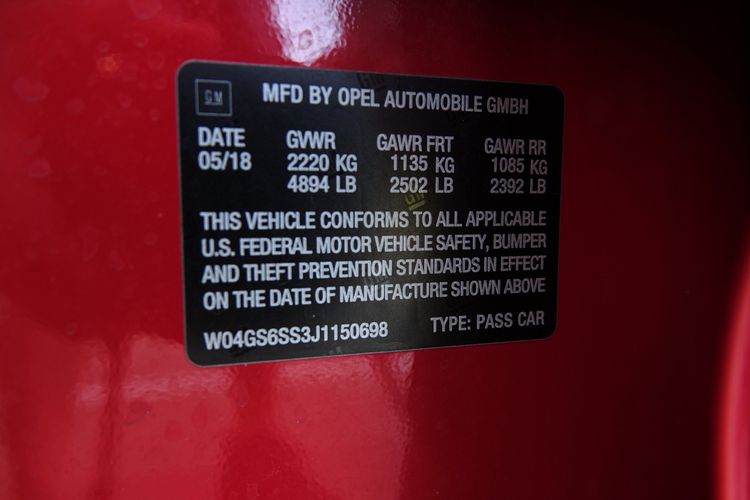 GM
MFD BY OPEL AUTOMOBILE GMBH
DATE GVWR GAWR FRT GAWR RR
05/18 2220 KG 1135 KG 1085 KG
4894 LB 2502 LB 2392 LB
THIS VEHICLE CONFORMS TO ALL APPLICABLE
U.S. FEDERAL MOTOR VEHICLE SAFETY, BUMPER
AND THEFT PREVENTION STANDARDS IN EFFECT
ON THE DATE OF MANUFACTURE SHOWN ABOVE
W04GS6SS3J1150698 TYPE: PASS CAR